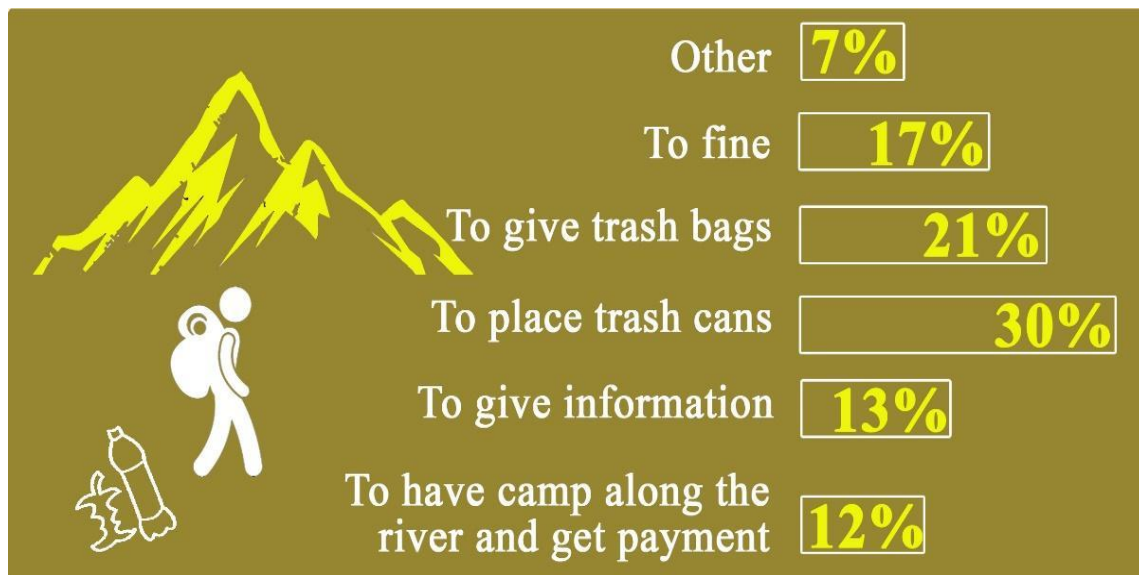 Other 7%
To fine 17%
To give trash bags 21%
To place trash cans 30%
To give information 13%
To have camp along the
river and get payment 12%